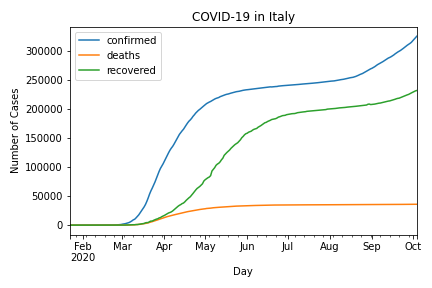 COVID-19 in Italy
confirmed
deaths
recovered
Number of Cases
300000
250000
200000
150000
100000
50000
0
Feb Mar Apr May Jun Jul Aug Sep Oct
2020
Day